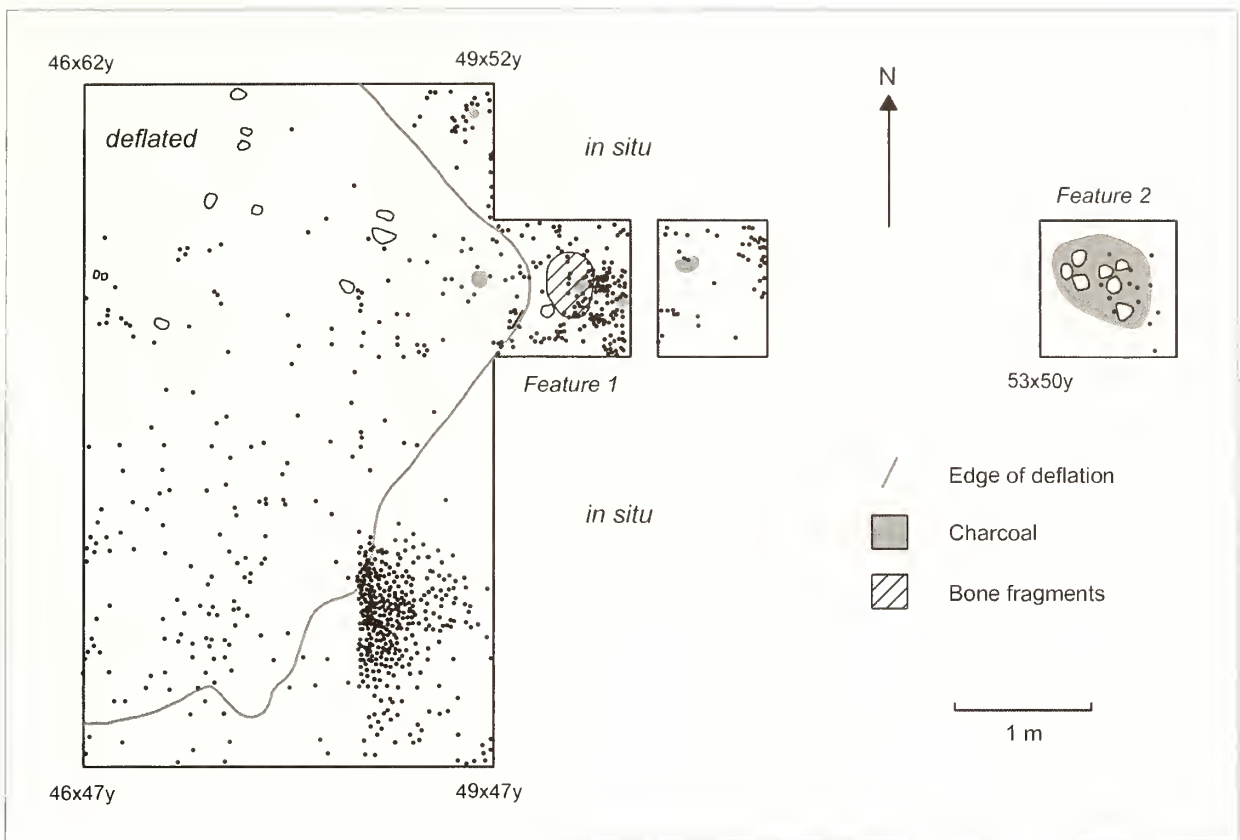 46x62y
49x52y
N
deflated
in situ
Feature 2
Feature 1
53x50y
in situ
Edge of deflation
Charcoal
Bone fragments
1 m
46x47y
49x47y